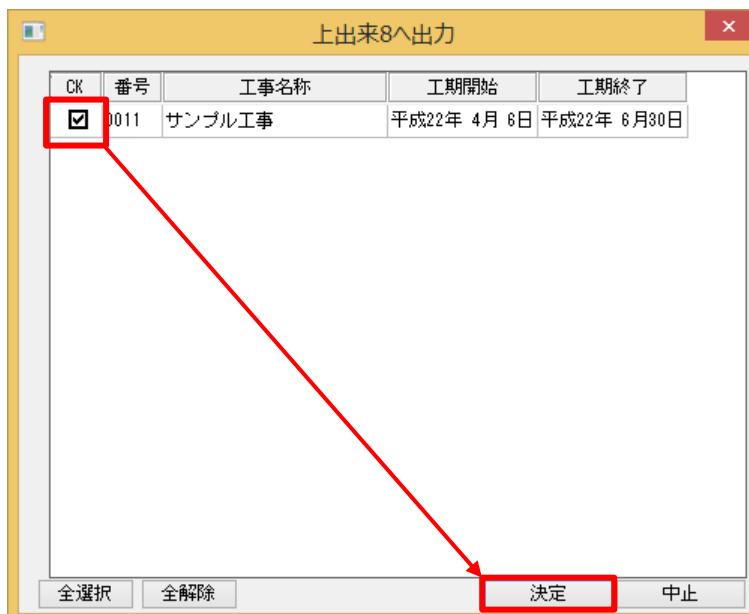 上出来8へ出力
CK 番号 工事名称 工期開始 工期終了
0011 サンプル工事 平成22年 4月 6日 平成22年 6月30日
全選択 全解除 決定 中止